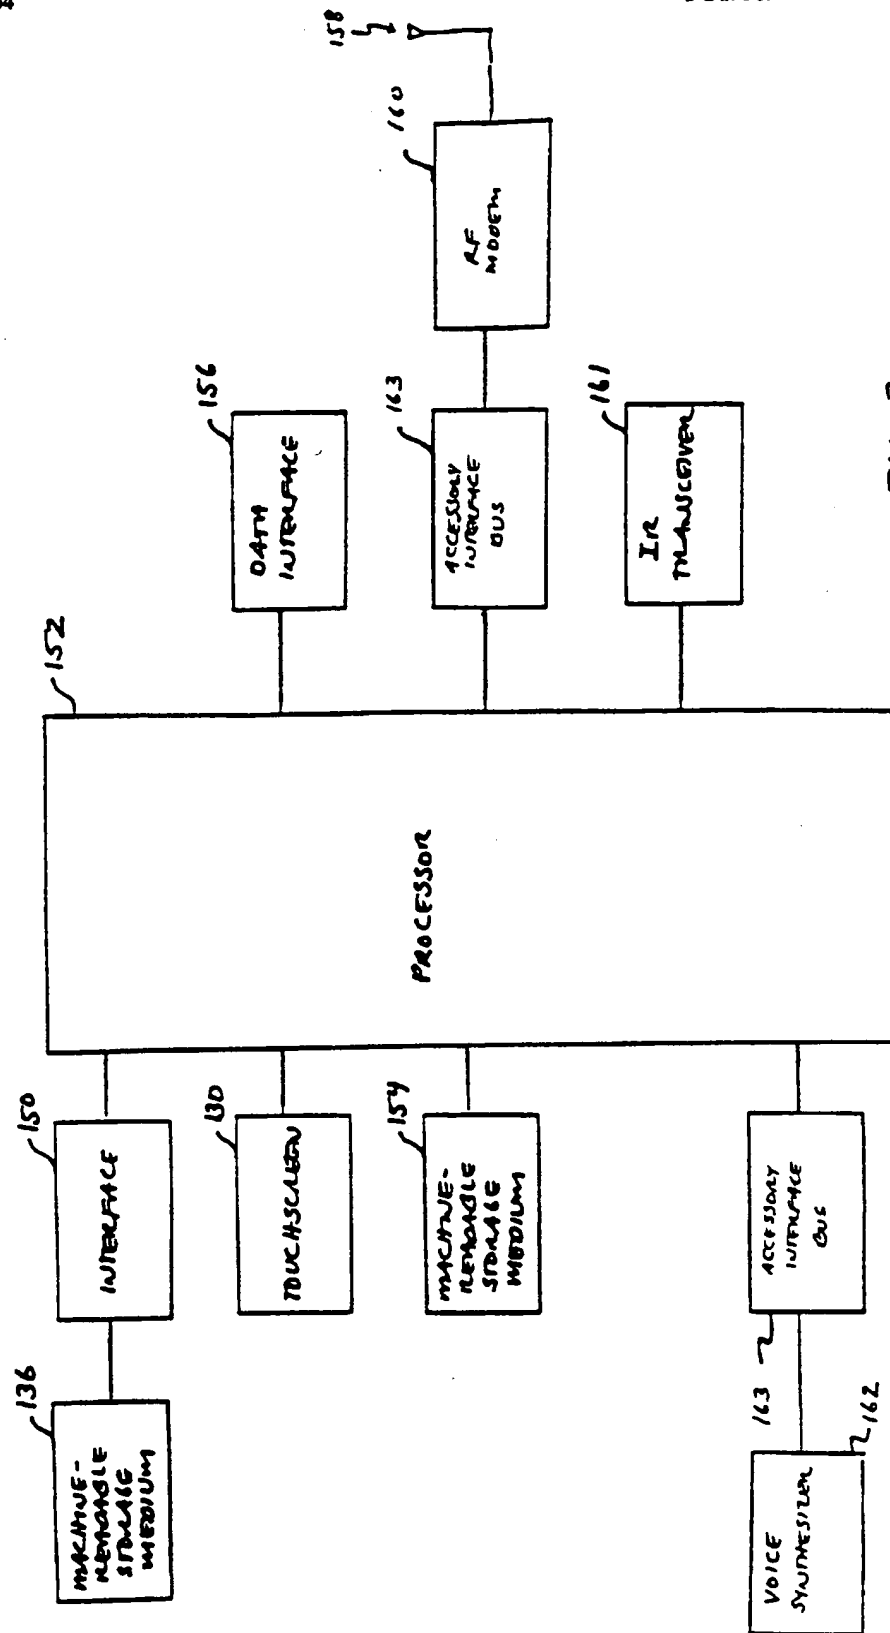 136
MACHINE-
READABLE
STORAGE
MEDIUM
150
INTERFACE
130
TOUCHSCREEN
154
MACHINE-
READABLE
STORAGE
MEDIUM
VOICE
SYNTHESIZER
162
163
ACCESSORY
INTERFACE
BUS
152
PROCESSOR
156
DATA
INTERFACE
163
ACCESSORY
INTERFACE
BUS
160
RF
MODEM
158
161
IR
TRANSCEIVER